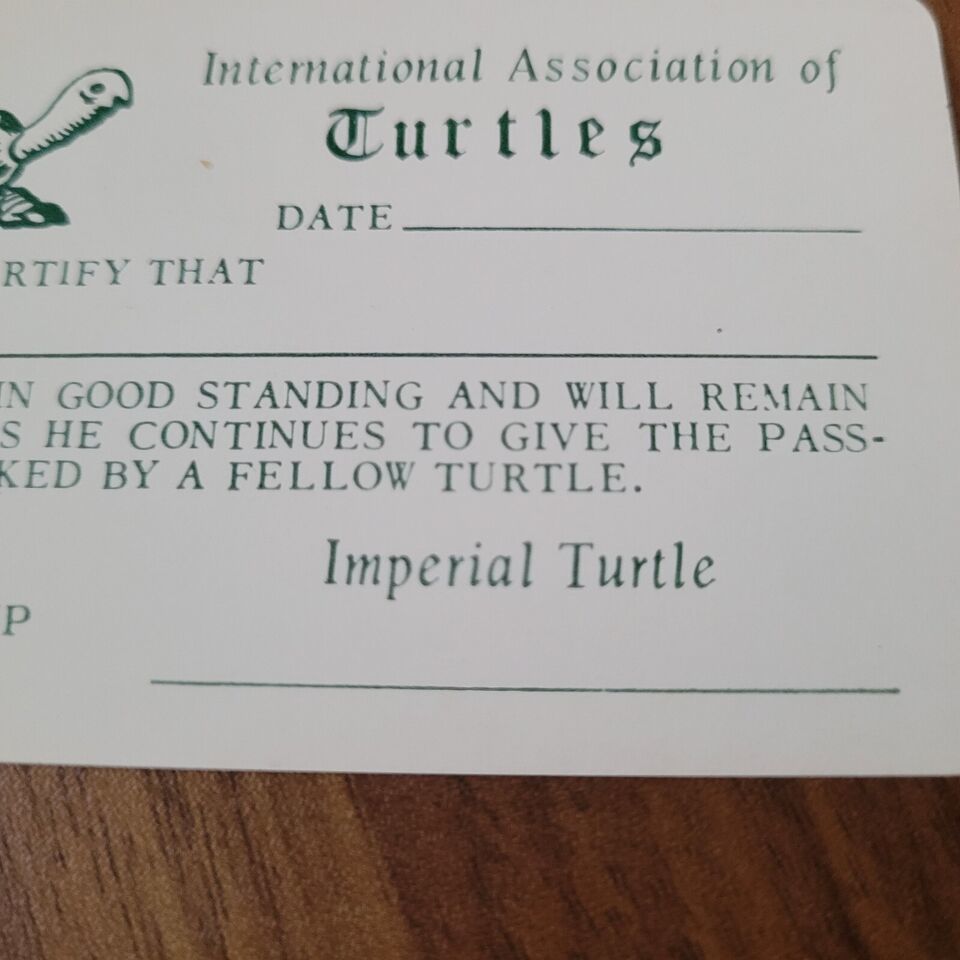 International Association of
Turtles
DATE
RTIFY THAT
IN GOOD STANDING AND WILL REMAIN
S HE CONTINUES TO GIVE THE PASS-
KED BY A FELLOW TURTLE.
Imperial Turtle
P